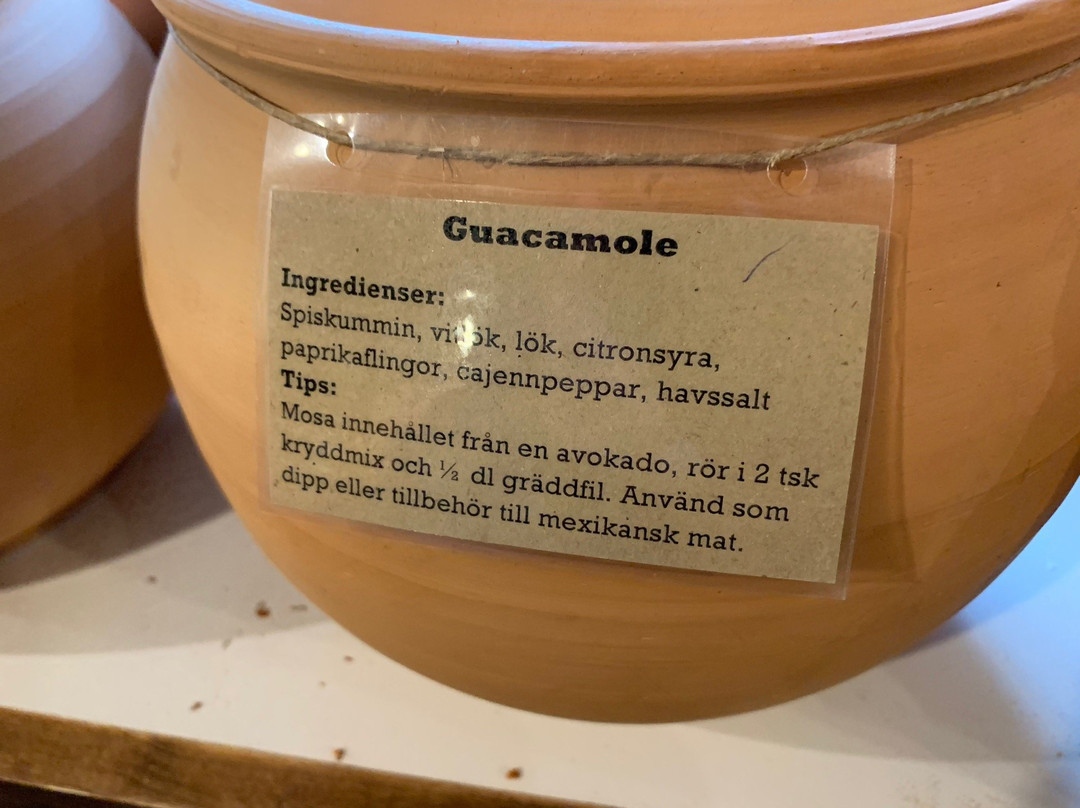 Guacamole
Ingredienser:
Spiskummin, vitlök, lök, citronsyra,
paprikaflingor, cajennpeppar, havssalt
Tips:
Mosa innehållet från en avokado, rör i 2 tsk
kryddmix och ½ dl gräddfil. Använd som
dipp eller tillbehör till mexikansk mat.